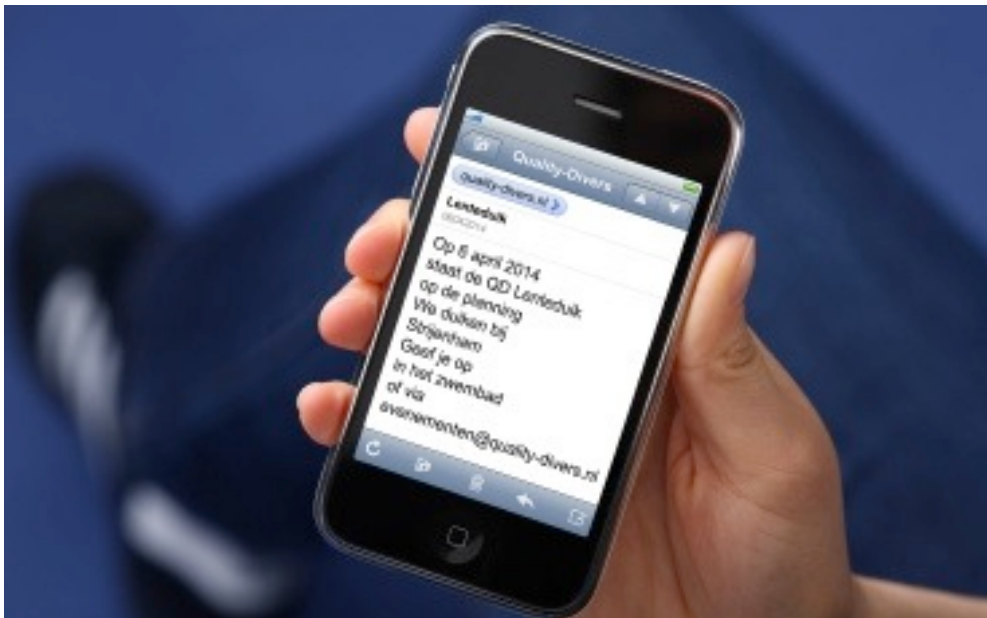 Quality-Divers
quality-divers.nl
Lenteduik
Op 6 april 2014
staat de QD Lenteduik
op de planning
We duiken bij
Strijenham
Geef je op
in het zwembad
of via
evenementen@quality-divers.nl